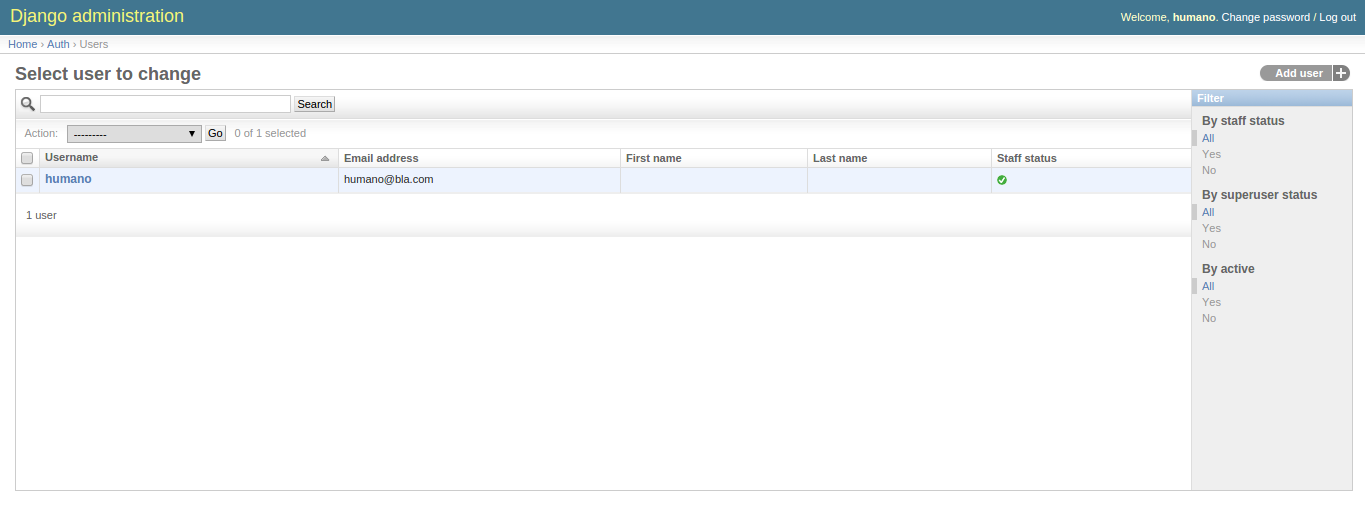 Django administration
Welcome, humano. Change password / Log out
Home › Auth › Users
Select user to change
Add user
Search
Action: --------- Go 0 of 1 selected
Username Email address First name Last name Staff status
humano humano@bla.com
1 user
Filter
By staff status
All
Yes
No
By superuser status
All
Yes
No
By active
All
Yes
No